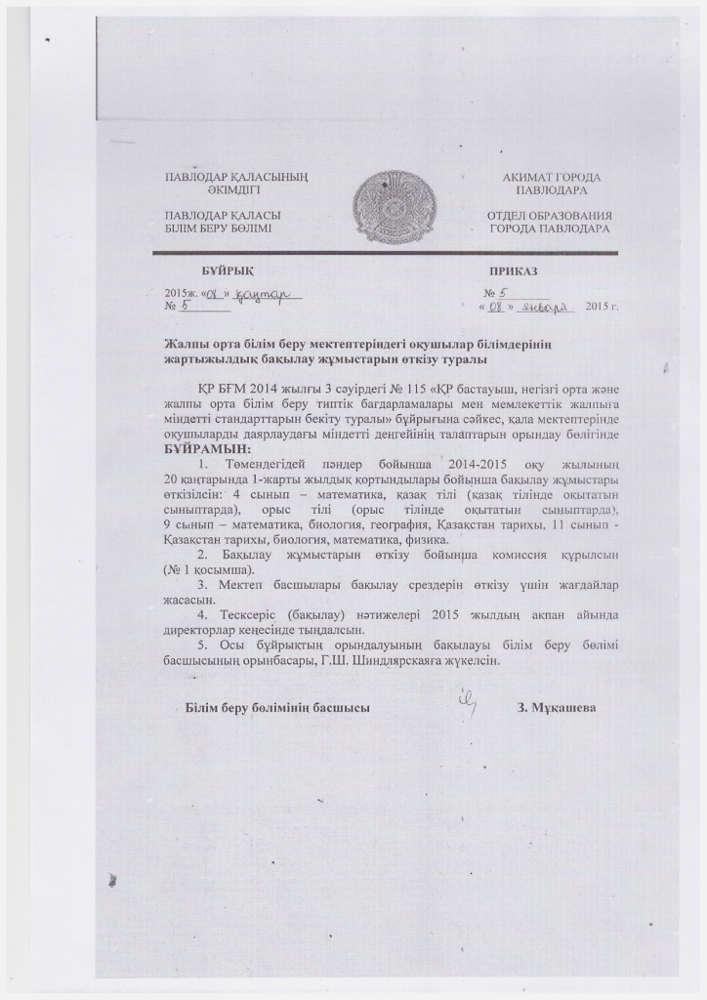 ПАВЛОДАР ҚАЛАСЫНЫҢ
ӘКІМДІГІ
ПАВЛОДАР ҚАЛАСЫ
БІЛІМ БЕРУ БӨЛІМІ
АКИМАТ ГОРОДА
ПАВЛОДАРА
ОТДЕЛ ОБРАЗОВАНИЯ
ГОРОДА ПАВЛОДАРА
БҰЙРЫҚ
ПРИКАЗ
2015ж. «08» қаңтар
№ 5
№ 5
«08» января 2015 г.
Жалпы орта білім беру мектептеріндегі оқушылар білімдерінің
жартыжылдық бақылау жұмыстарын өткізу туралы
ҚР БҒМ 2014 жылғы 3 сәуірдегі № 115 «ҚР бастауыш, негізгі орта және
жалпы орта білім беру типтік бағдарламалары мен мемлекеттік жалпыға
міндетті стандарттарын бекіту туралы» бұйрығына сәйкес, қала мектептерінде
оқушыларды даярлаудағы міндетті деңгейінің талаптарын орындау бөлігінде
БҰЙРАМЫН:
1. Төмендегідей пәндер бойынша 2014-2015 оқу жылының
20 қаңтарында 1-жарты жылдық қортындылары бойынша бақылау жұмыстары
өткізілсін: 4 сынып – математика, қазақ тілі (қазақ тілінде оқытатын
сыныптарда), орыс тілі (орыс тілінде оқытатын сыныптарда),
9 сынып – математика, биология, география, Қазақстан тарихы, 11 сынып -
Қазақстан тарихы, биология, математика, физика.
2. Бақылау жұмыстарын өткізу бойынша комиссия құрылсын
(№ 1 қосымша).
3. Мектеп басшылары бақылау срездерін өткізу үшін жағдайлар
жасасын.
4. Тесксеріс (бақылау) нәтижелері 2015 жылдың ақпан айында
директорлар кеңесінде тыңдалсын.
5. Осы бұйрықтың орындалуының бақылауы білім беру бөлімі
басшысының орынбасары, Г.Ш. Шиндлярскаяға жүкелсін.
Білім беру бөлімінің басшысы З. Мұқашева